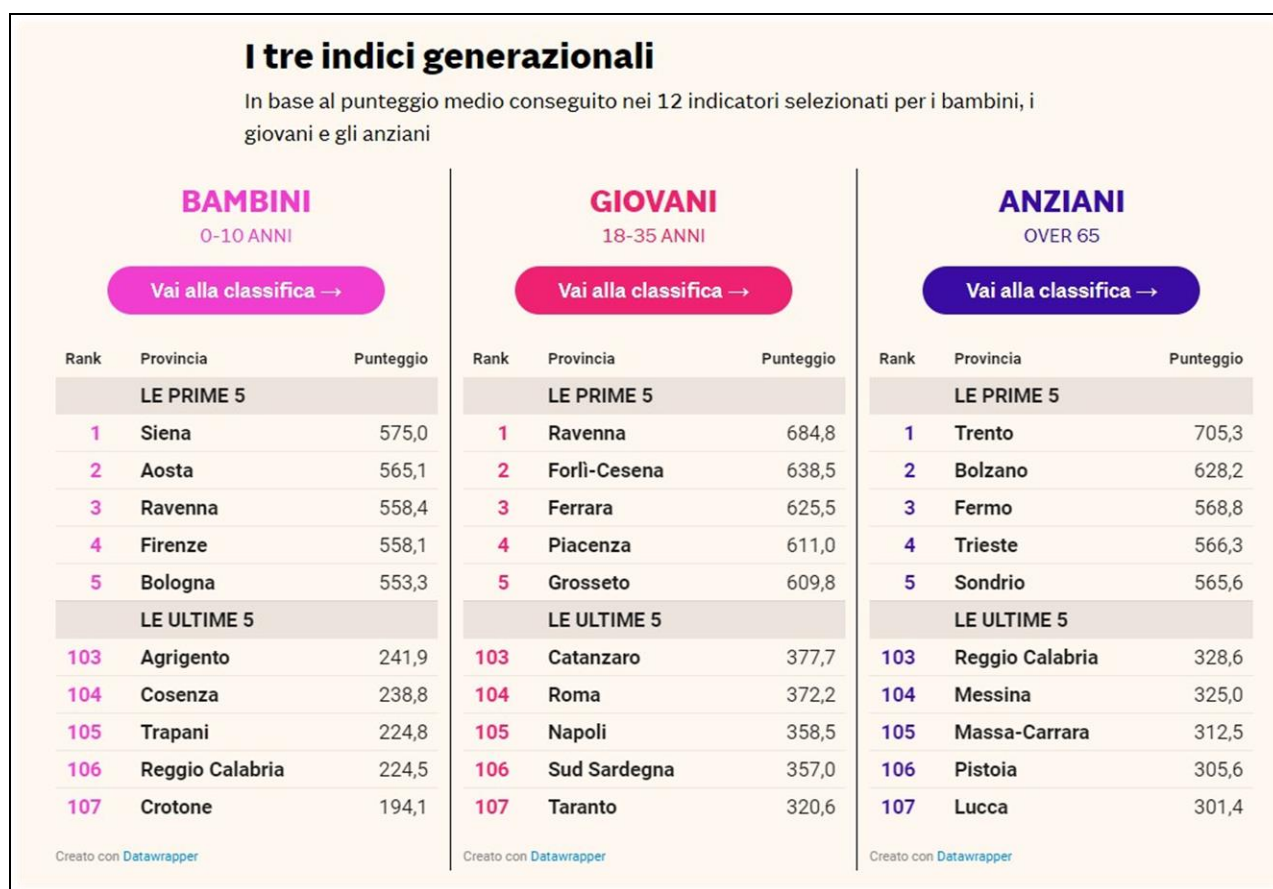 I tre indici generazionali
In base al punteggio medio conseguito nei 12 indicatori selezionati per i bambini, i
giovani e gli anziani
BAMBINI
0-10 ANNI
Vai alla classifica →
Rank Provincia Punteggio
LE PRIME 5
1 Siena 575,0
2 Aosta 565,1
3 Ravenna 558,4
4 Firenze 558,1
5 Bologna 553,3
LE ULTIME 5
103 Agrigento 241,9
104 Cosenza 238,8
105 Trapani 224,8
106 Reggio Calabria 224,5
107 Crotone 194,1
Creato con Datawrapper
GIOVANI
18-35 ANNI
Vai alla classifica →
Rank Provincia Punteggio
LE PRIME 5
1 Ravenna 684,8
2 Forlì-Cesena 638,5
3 Ferrara 625,5
4 Piacenza 611,0
5 Grosseto 609,8
LE ULTIME 5
103 Catanzaro 377,7
104 Roma 372,2
105 Napoli 358,5
106 Sud Sardegna 357,0
107 Taranto 320,6
Creato con Datawrapper
ANZIANI
OVER 65
Vai alla classifica →
Rank Provincia Punteggio
LE PRIME 5
1 Trento 705,3
2 Bolzano 628,2
3 Fermo 568,8
4 Trieste 566,3
5 Sondrio 565,6
LE ULTIME 5
103 Reggio Calabria 328,6
104 Messina 325,0
105 Massa-Carrara 312,5
106 Pistoia 305,6
107 Lucca 301,4
Creato con Datawrapper